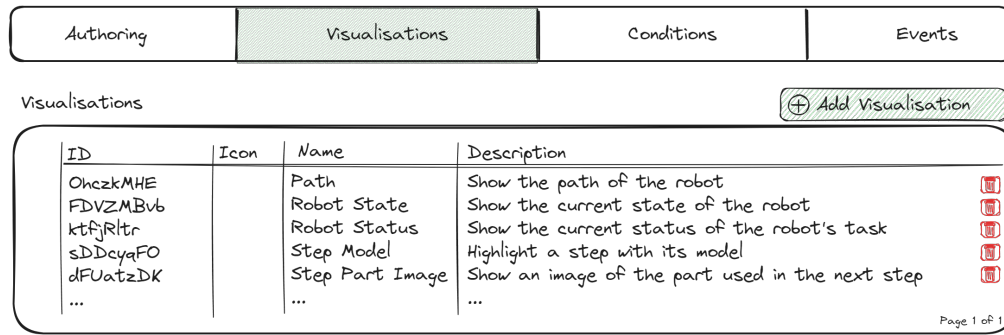 Authoring Visualisations Conditions Events
Visualisations
Add Visualisation
ID Icon Name Description
OhczkMHE Path Show the path of the robot
FDVZMBvb Robot State Show the current state of the robot
ktfjRltr Robot Status Show the current status of the robot's task
sDDcyqFO Step Model Highlight a step with its model
dFUatzDK Step Part Image Show an image of the part used in the next step
... ... ...
Page 1 of 1